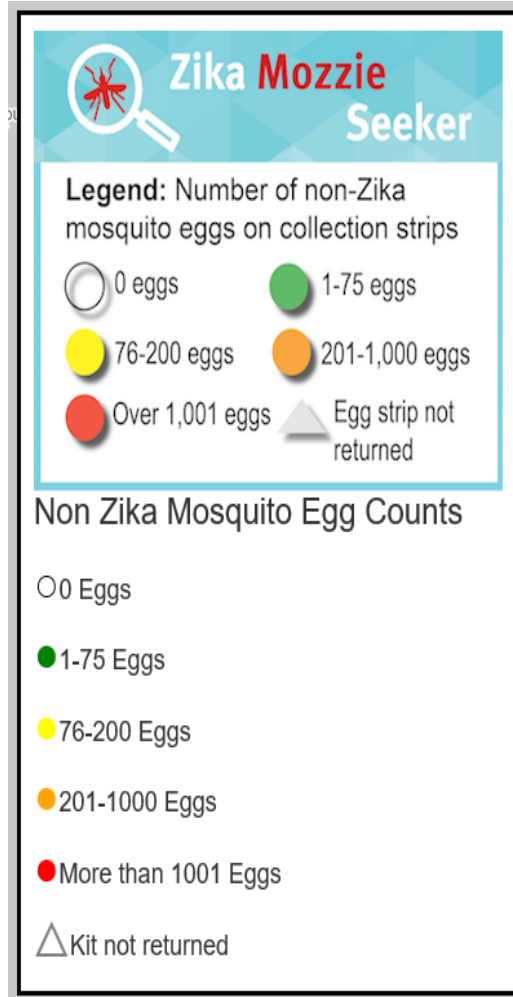 Zika Mozzie
Seeker
Legend: Number of non-Zika
mosquito eggs on collection strips
0 eggs
1-75 eggs
76-200 eggs
201-1,000 eggs
Over 1,001 eggs
Egg strip not
returned
Non Zika Mosquito Egg Counts
0 Eggs
1-75 Eggs
76-200 Eggs
201-1000 Eggs
More than 1001 Eggs
Kit not returned